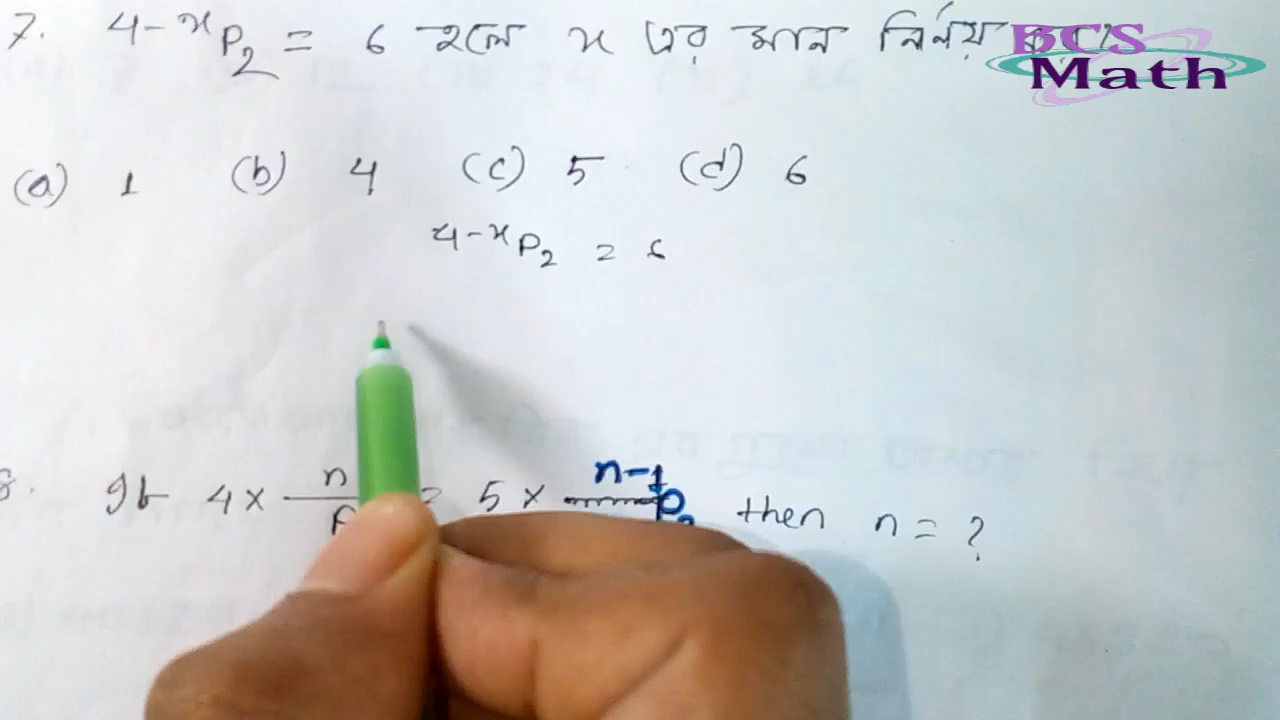 7. 4-xP2 = 6 হলে x এর মান নির্ণয়
BCS
Math
(a) 1 (b) 4 (c) 5 (d) 6
4-xP2 = 6
8. If 4 × n = 5 × n-1P then n = ?